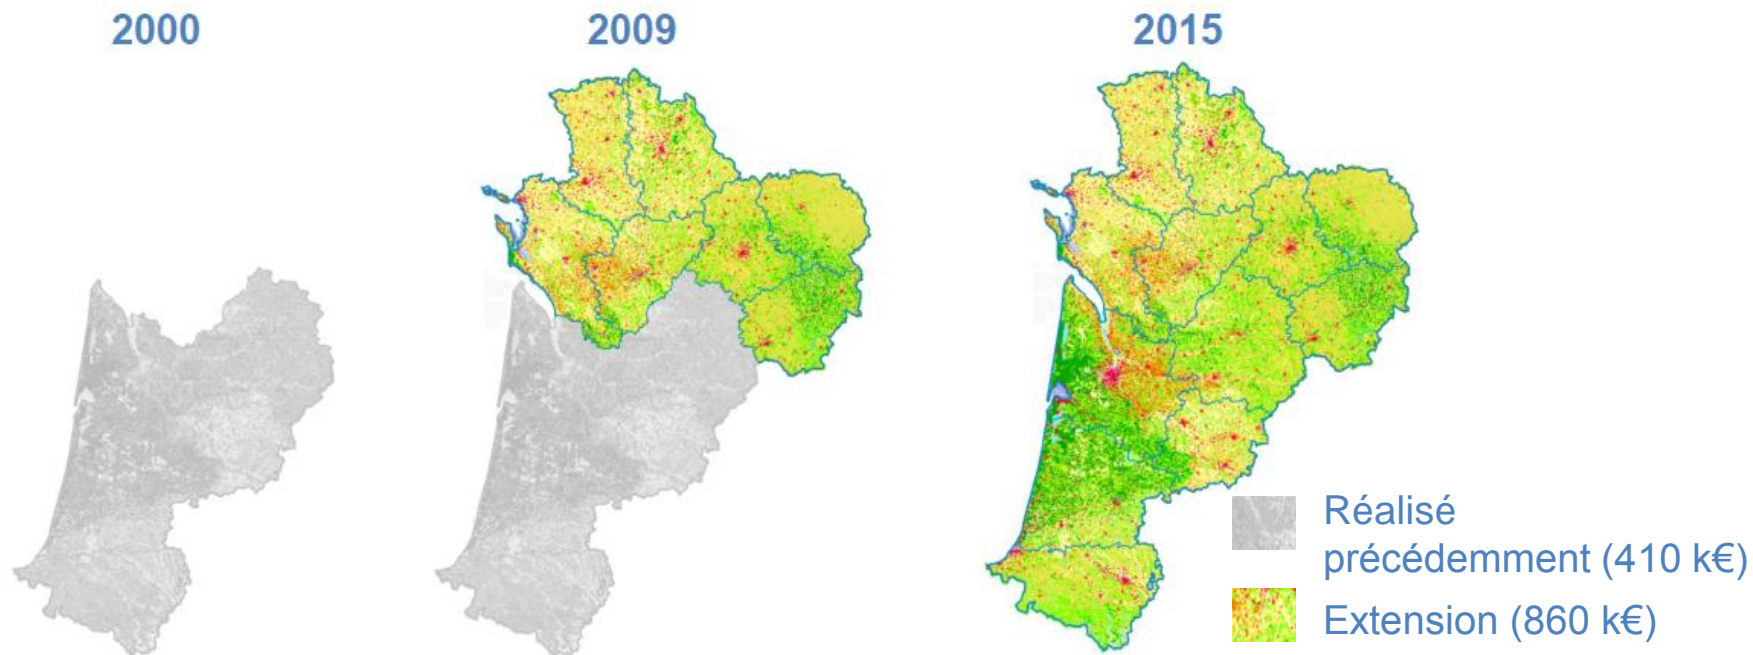 2000
2009
2015
Réalisé
précédemment (410 k€)
Extension (860 k€)